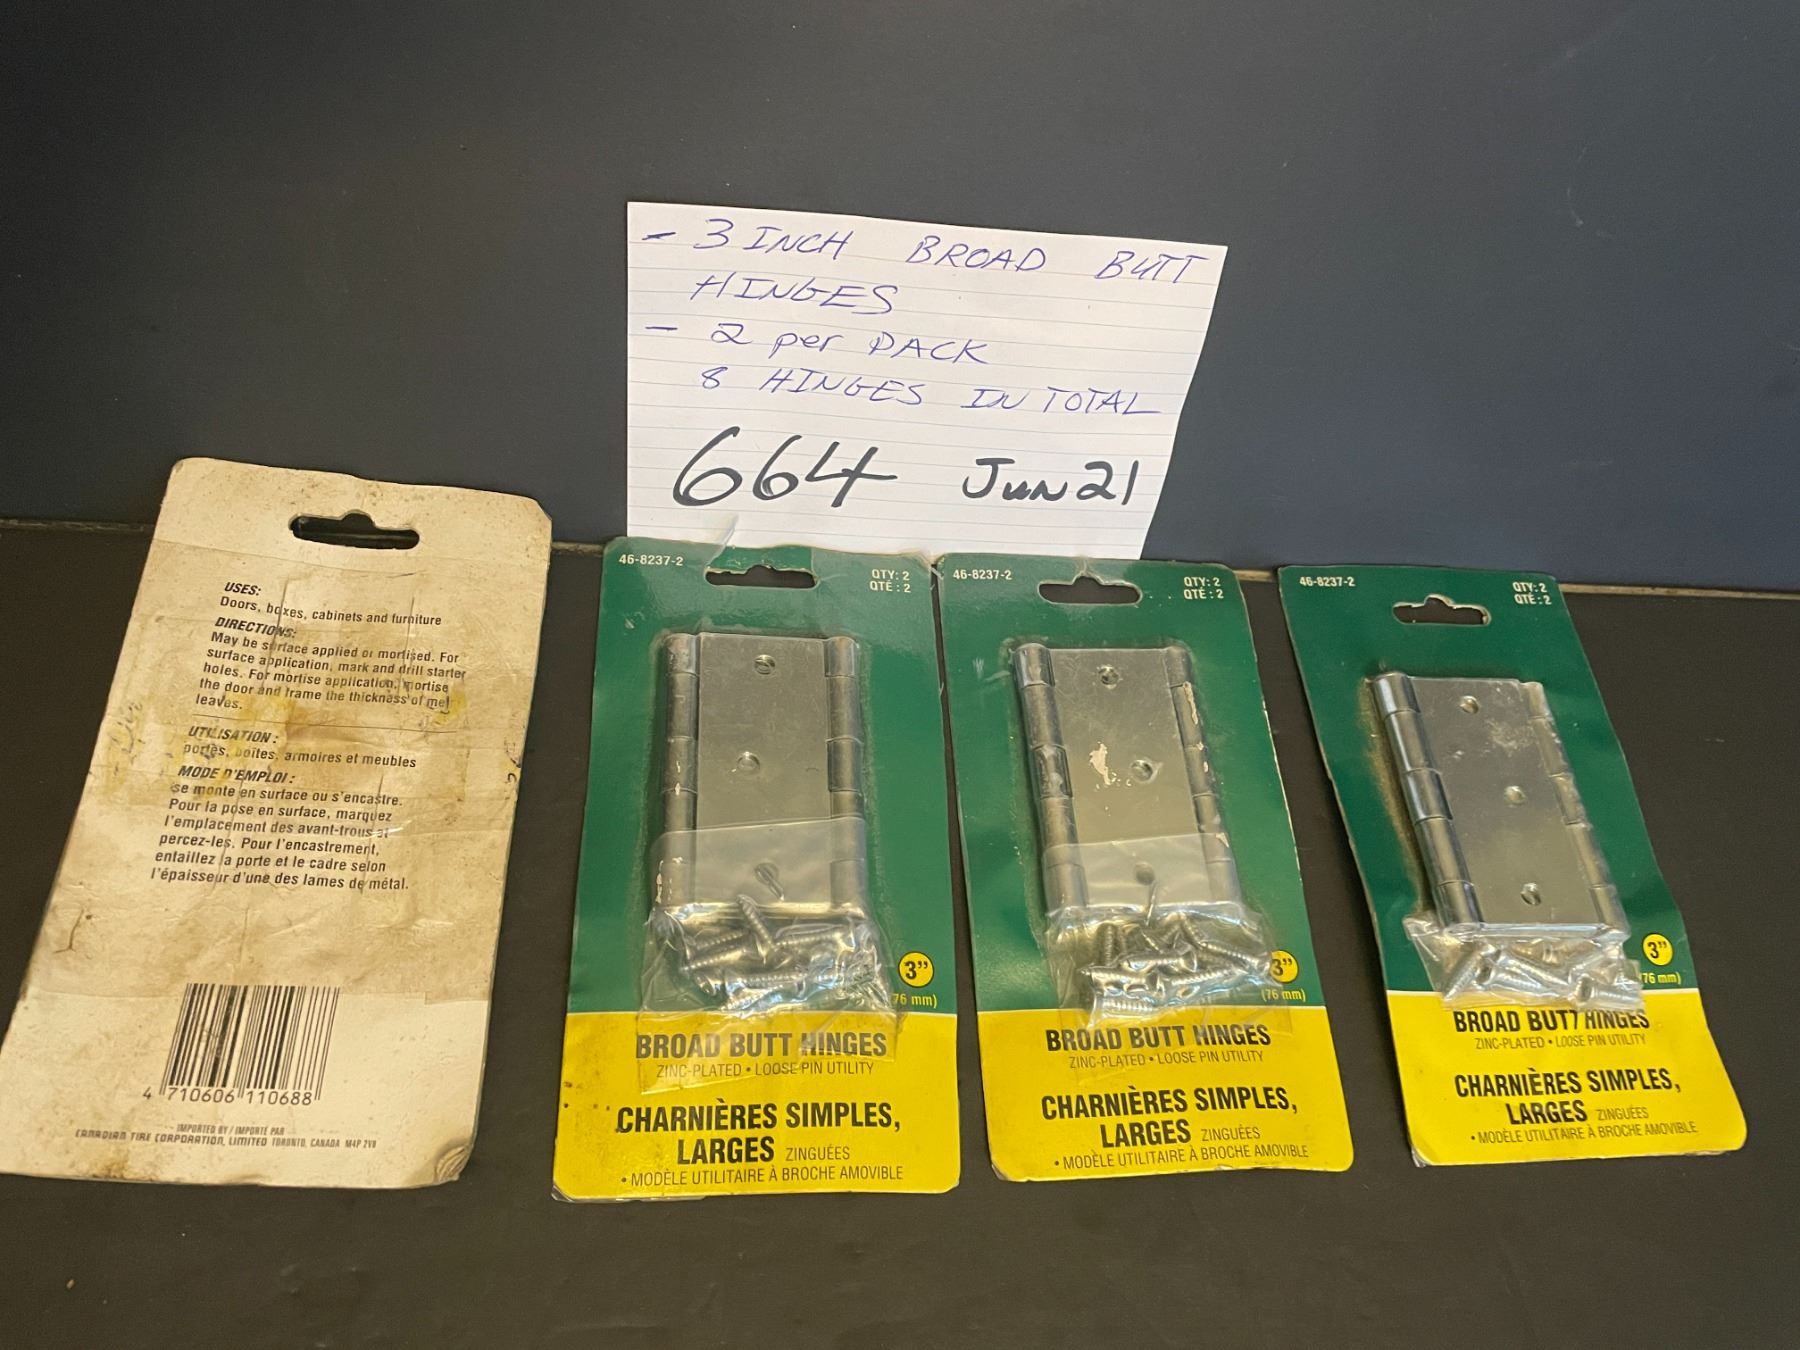 - 3 INCH BROAD BUTT
HINGES
- 2 per PACK
8 HINGES IN TOTAL
664 Jun 21
USES:
Doors, boxes, cabinets and furniture
DIRECTIONS:
May be surface applied or mortised. For
surface application, mark and drill starter
holes. For mortise application, mortise
the door and frame the thickness of
leaves.
UTILISATION :
portes, boîtes, armoires et meubles
MODE D'EMPLOI :
se monte en surface ou s'encastre.
Pour la pose en surface, marquez
l'emplacement des avant-trous et
percez-les. Pour l'encastrement,
entaillez la porte et le cadre selon
l'épaisseur d'une des lames de métal.
4 710606 110688
IMPORTED BY / IMPORTÉ PAR
CANADIAN TIRE CORPORATION, LIMITED TORONTO, CANADA M4P 2V8
46-8237-2
QTY: 2
QTÉ : 2
3"
76 mm)
BROAD BUTT HINGES
ZINC-PLATED • LOOSE PIN UTILITY
CHARNIÈRES SIMPLES,
LARGES ZINGUÉES
• MODÈLE UTILITAIRE À BROCHE AMOVIBLE
46-8237-2
QTY: 2
QTÉ : 2
3"
(76 mm)
BROAD BUTT HINGES
ZINC-PLATED • LOOSE PIN UTILITY
CHARNIÈRES SIMPLES,
LARGES ZINGUÉES
• MODÈLE UTILITAIRE À BROCHE AMOVIBLE
46-8237-2
QTY: 2
QTÉ : 2
3"
76 mm)
BROAD BUTT HINGES
ZINC-PLATED • LOOSE PIN UTILITY
CHARNIÈRES SIMPLES,
LARGES ZINGUÉES
• MODÈLE UTILITAIRE À BROCHE AMOVIBLE